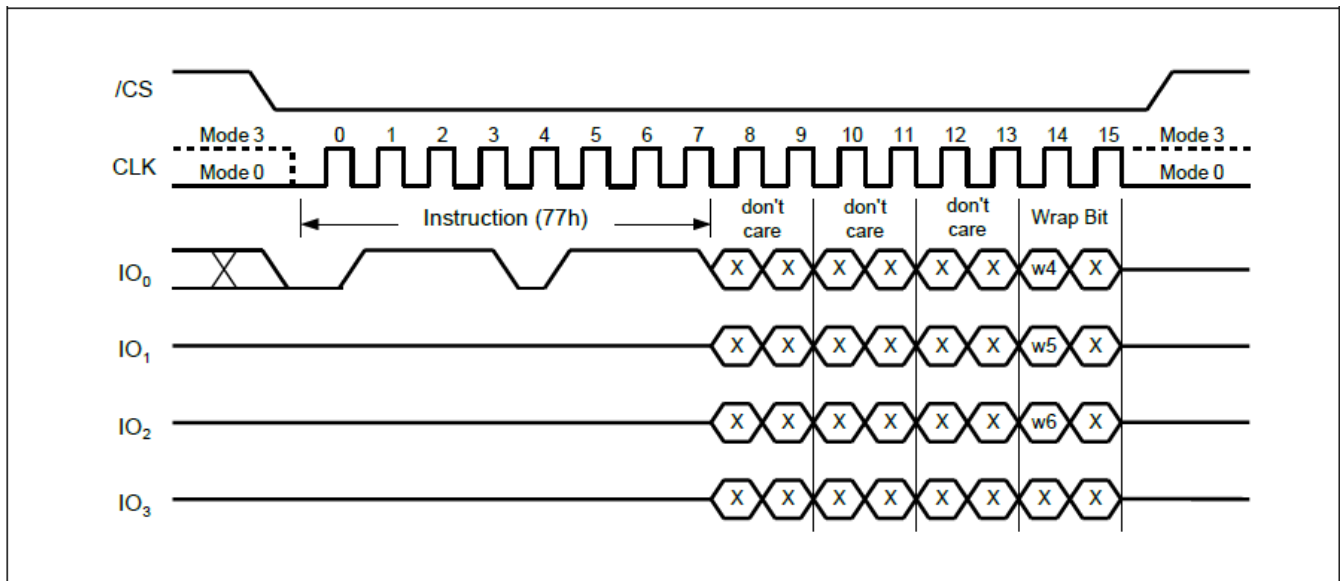 /CS
Mode 3 0 1 2 3 4 5 6 7 8 9 10 11 12 13 14 15 Mode 3
CLK Mode 0 Mode 0
Instruction (77h) don't care don't care don't care Wrap Bit
IO0 X X X X X X w4 X
IO1 X X X X X X w5 X
IO2 X X X X X X w6 X
IO3 X X X X X X X X